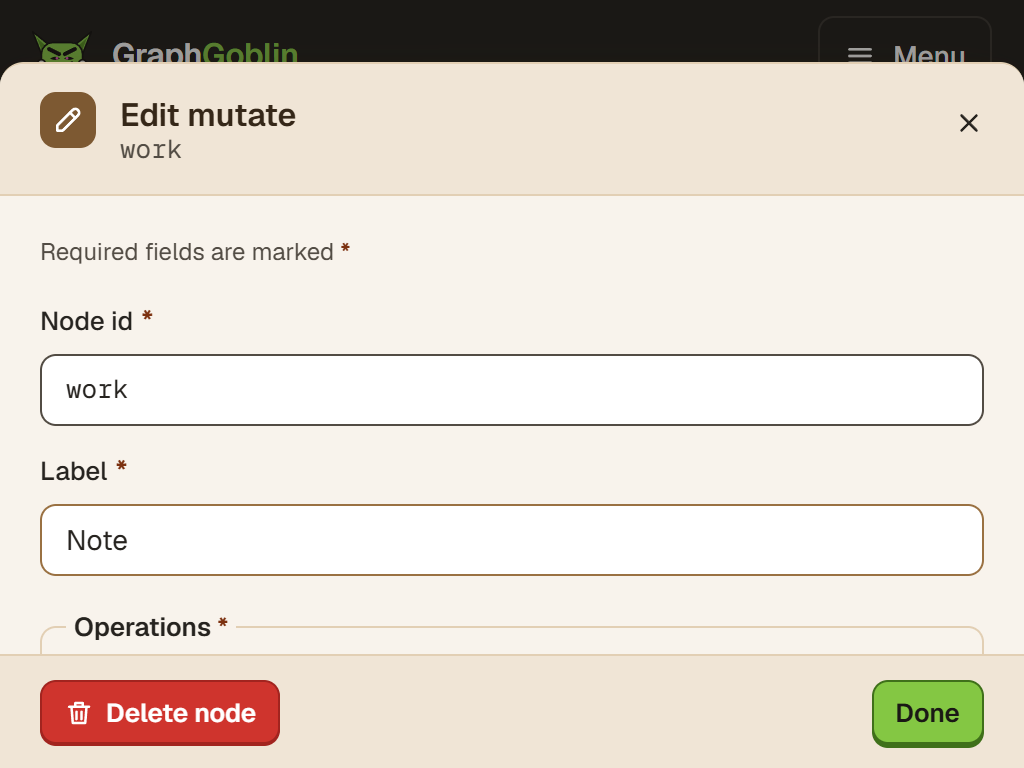 GraphGoblin
Menu
Edit mutate
work
Required fields are marked *
Node id *
work
Label *
Note
Operations *
Delete node
Done